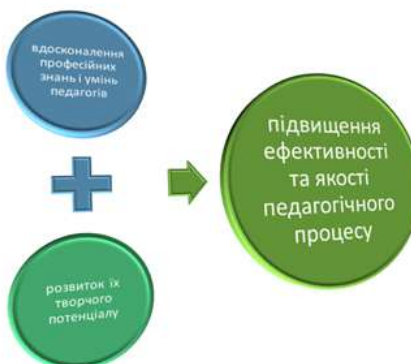 вдосконалення
професійних
знань і умінь
педагогів
розвиток їх
творчого
потенціалу
підвищення
ефективності
та якості
педагогічного
процесу